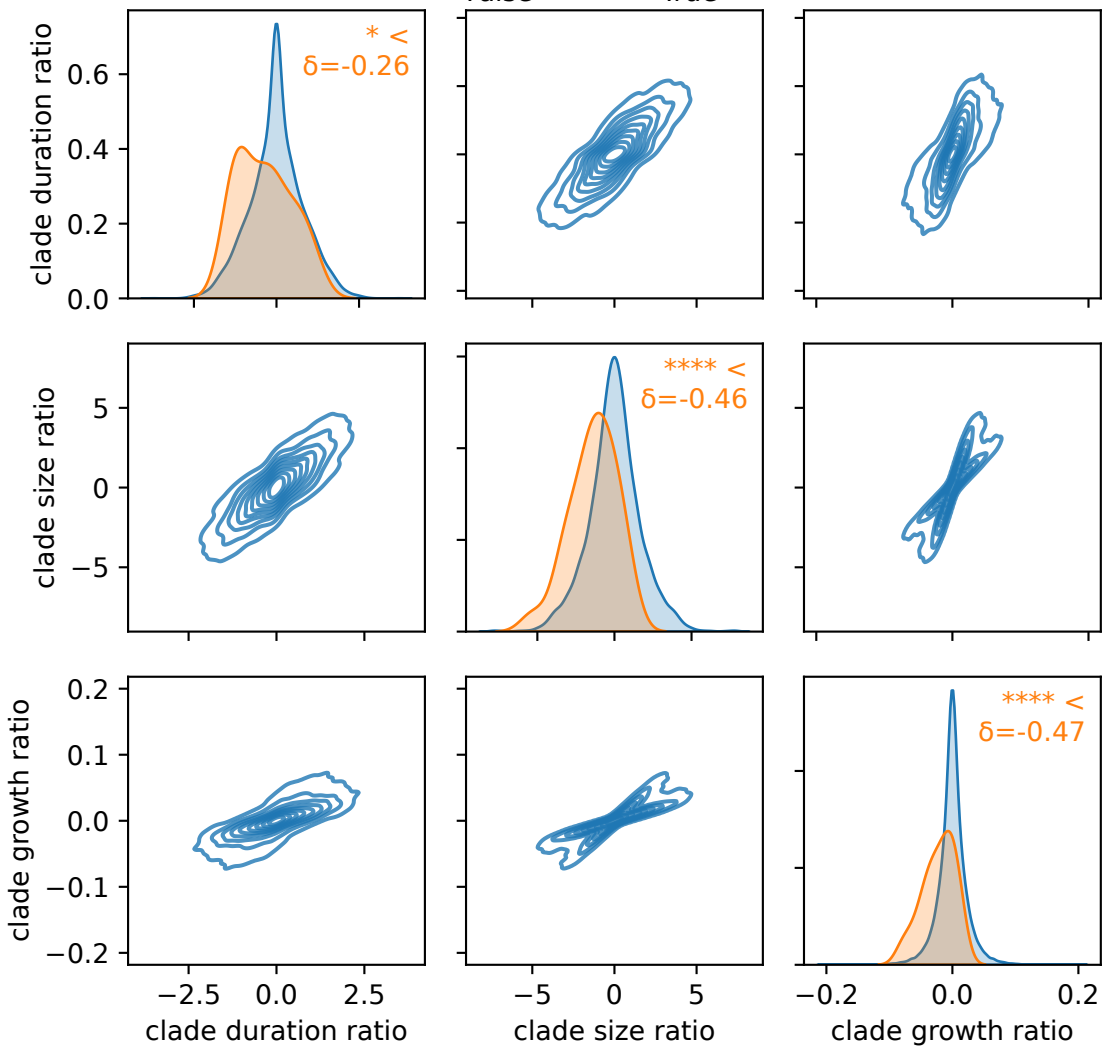 * <
δ=-0.26
clade duration ratio
0.6
0.4
0.2
0.0
**** <
δ=-0.46
clade size ratio
5
0
−5
**** <
δ=-0.47
clade growth ratio
0.2
0.1
0.0
−0.1
−0.2
−2.5 0.0 2.5
−5 0 5
−0.2 0.0 0.2
clade duration ratio
clade size ratio
clade growth ratio